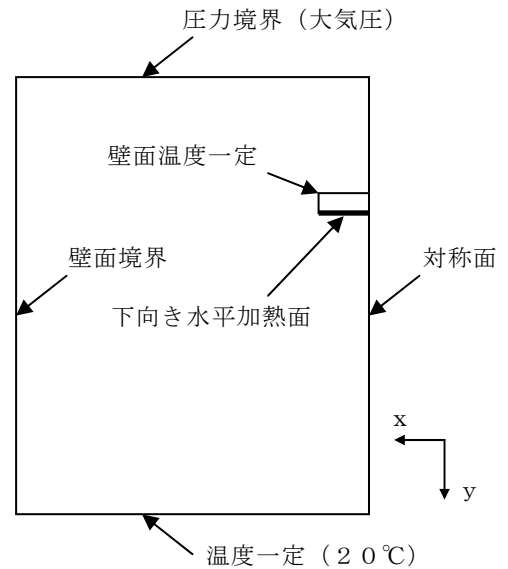 圧力境界（大気圧）
壁面温度一定
壁面境界
対称面
下向き水平加熱面
x
y
温度一定（２０℃）